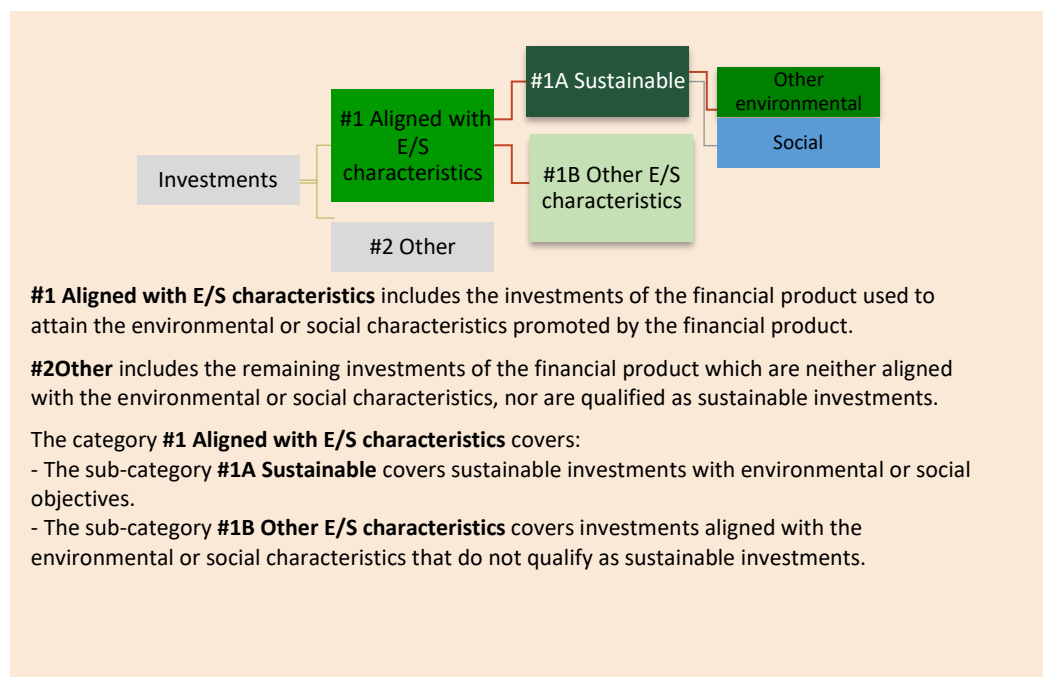 Investments
#1 Aligned with
E/S
characteristics
#2 Other
#1A Sustainable
#1B Other E/S
characteristics
Other
environmental
Social
#1 Aligned with E/S characteristics includes the investments of the financial product used to
attain the environmental or social characteristics promoted by the financial product.
#2Other includes the remaining investments of the financial product which are neither aligned
with the environmental or social characteristics, nor are qualified as sustainable investments.
The category #1 Aligned with E/S characteristics covers:
- The sub-category #1A Sustainable covers sustainable investments with environmental or social
objectives.
- The sub-category #1B Other E/S characteristics covers investments aligned with the
environmental or social characteristics that do not qualify as sustainable investments.